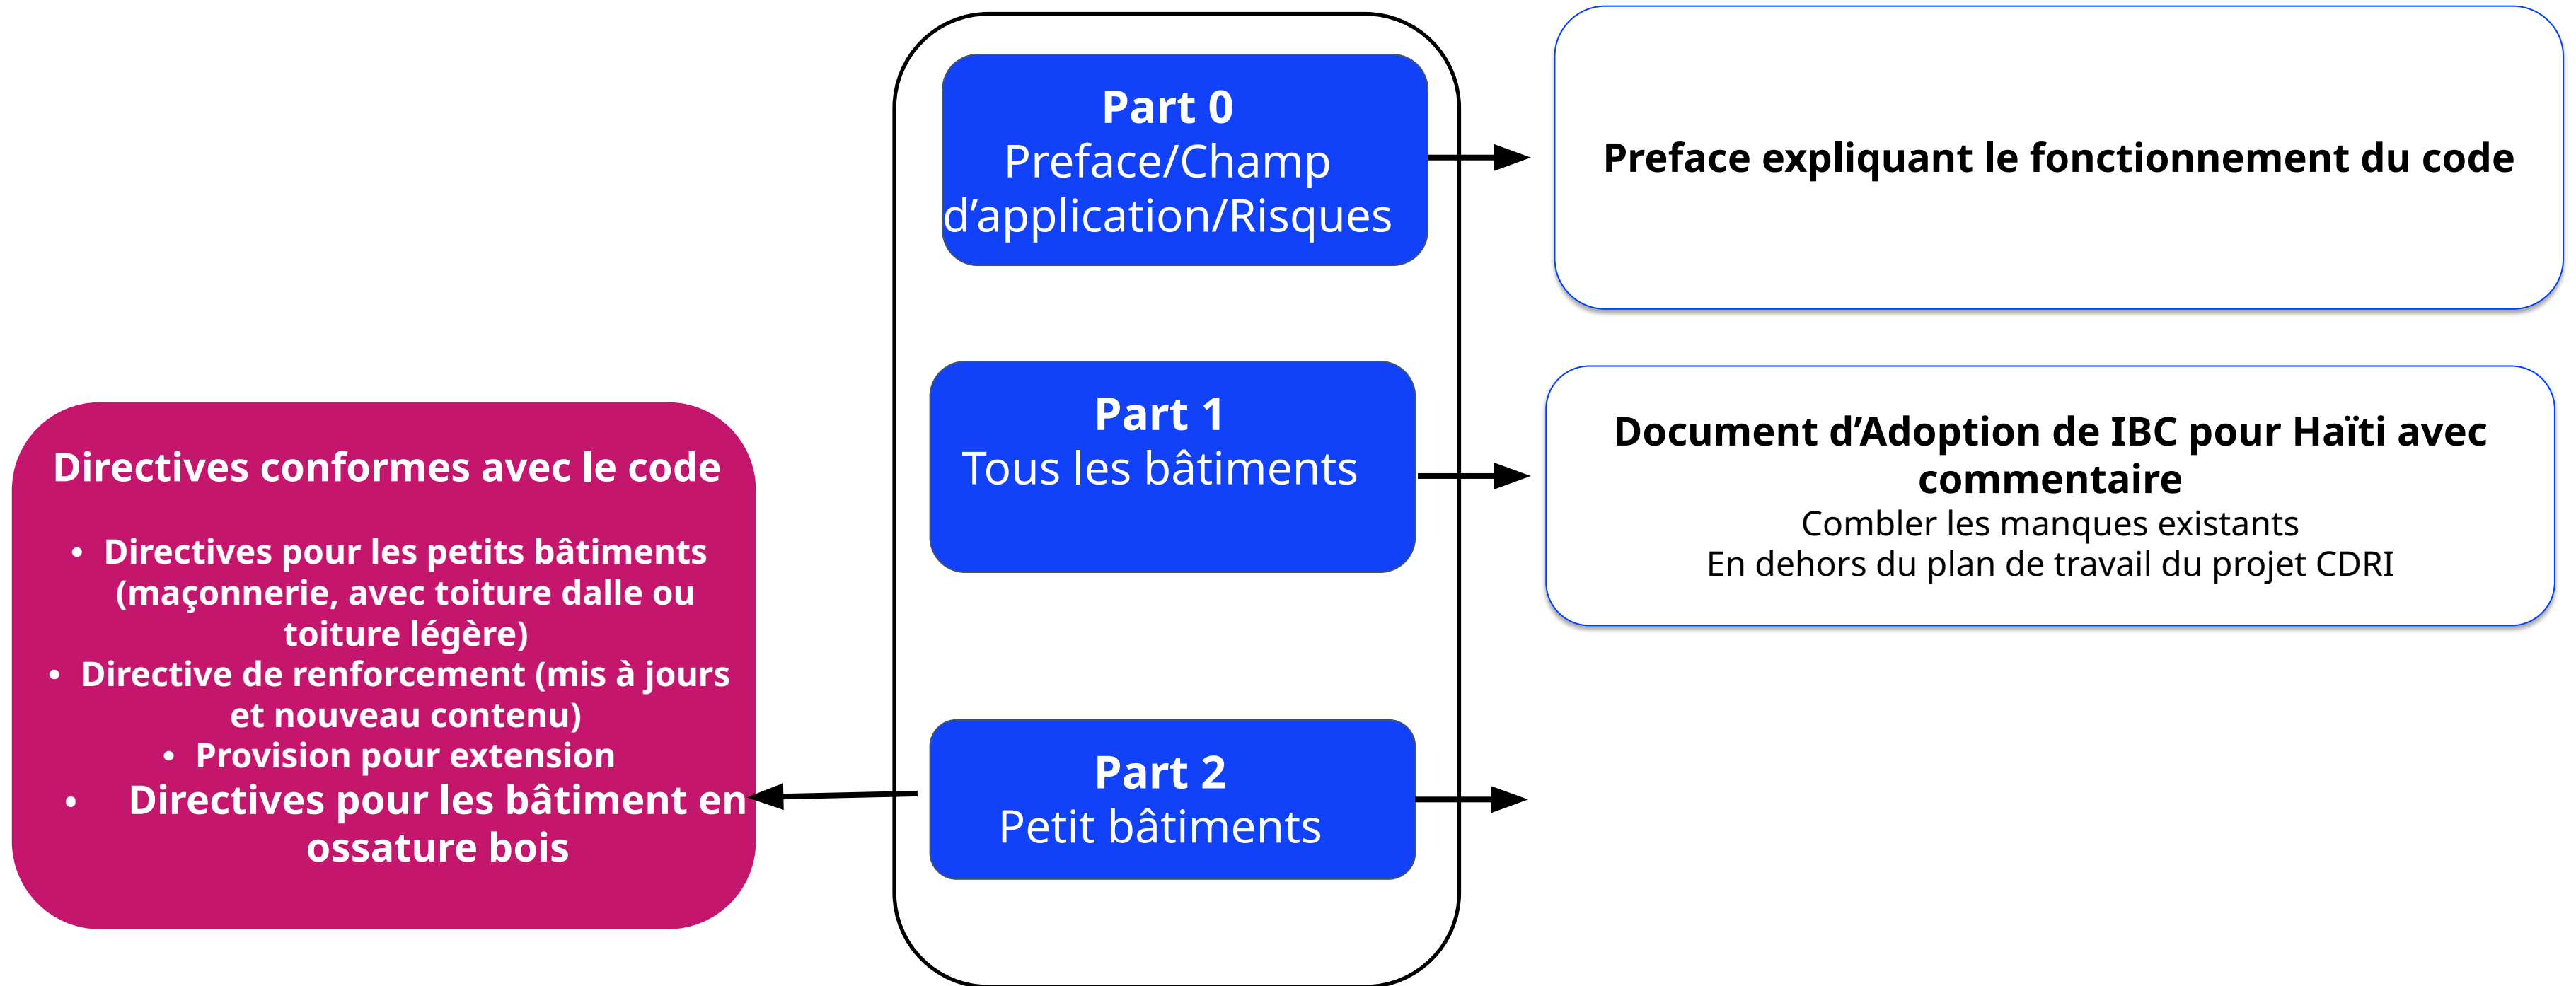 Part 0
Preface/Champ
d’application/Risques
Preface expliquant le fonctionnement du code
Part 1
Tous les bâtiments
Document d’Adoption de IBC pour Haïti avec
commentaire
Combler les manques existants
En dehors du plan de travail du projet CDRI
Directives conformes avec le code
• Directives pour les petits bâtiments
(maçonnerie, avec toiture dalle ou
toiture légère)
• Directive de renforcement (mis à jours
et nouveau contenu)
• Provision pour extension
• Directives pour les bâtiment en
ossature bois
Part 2
Petit bâtiments